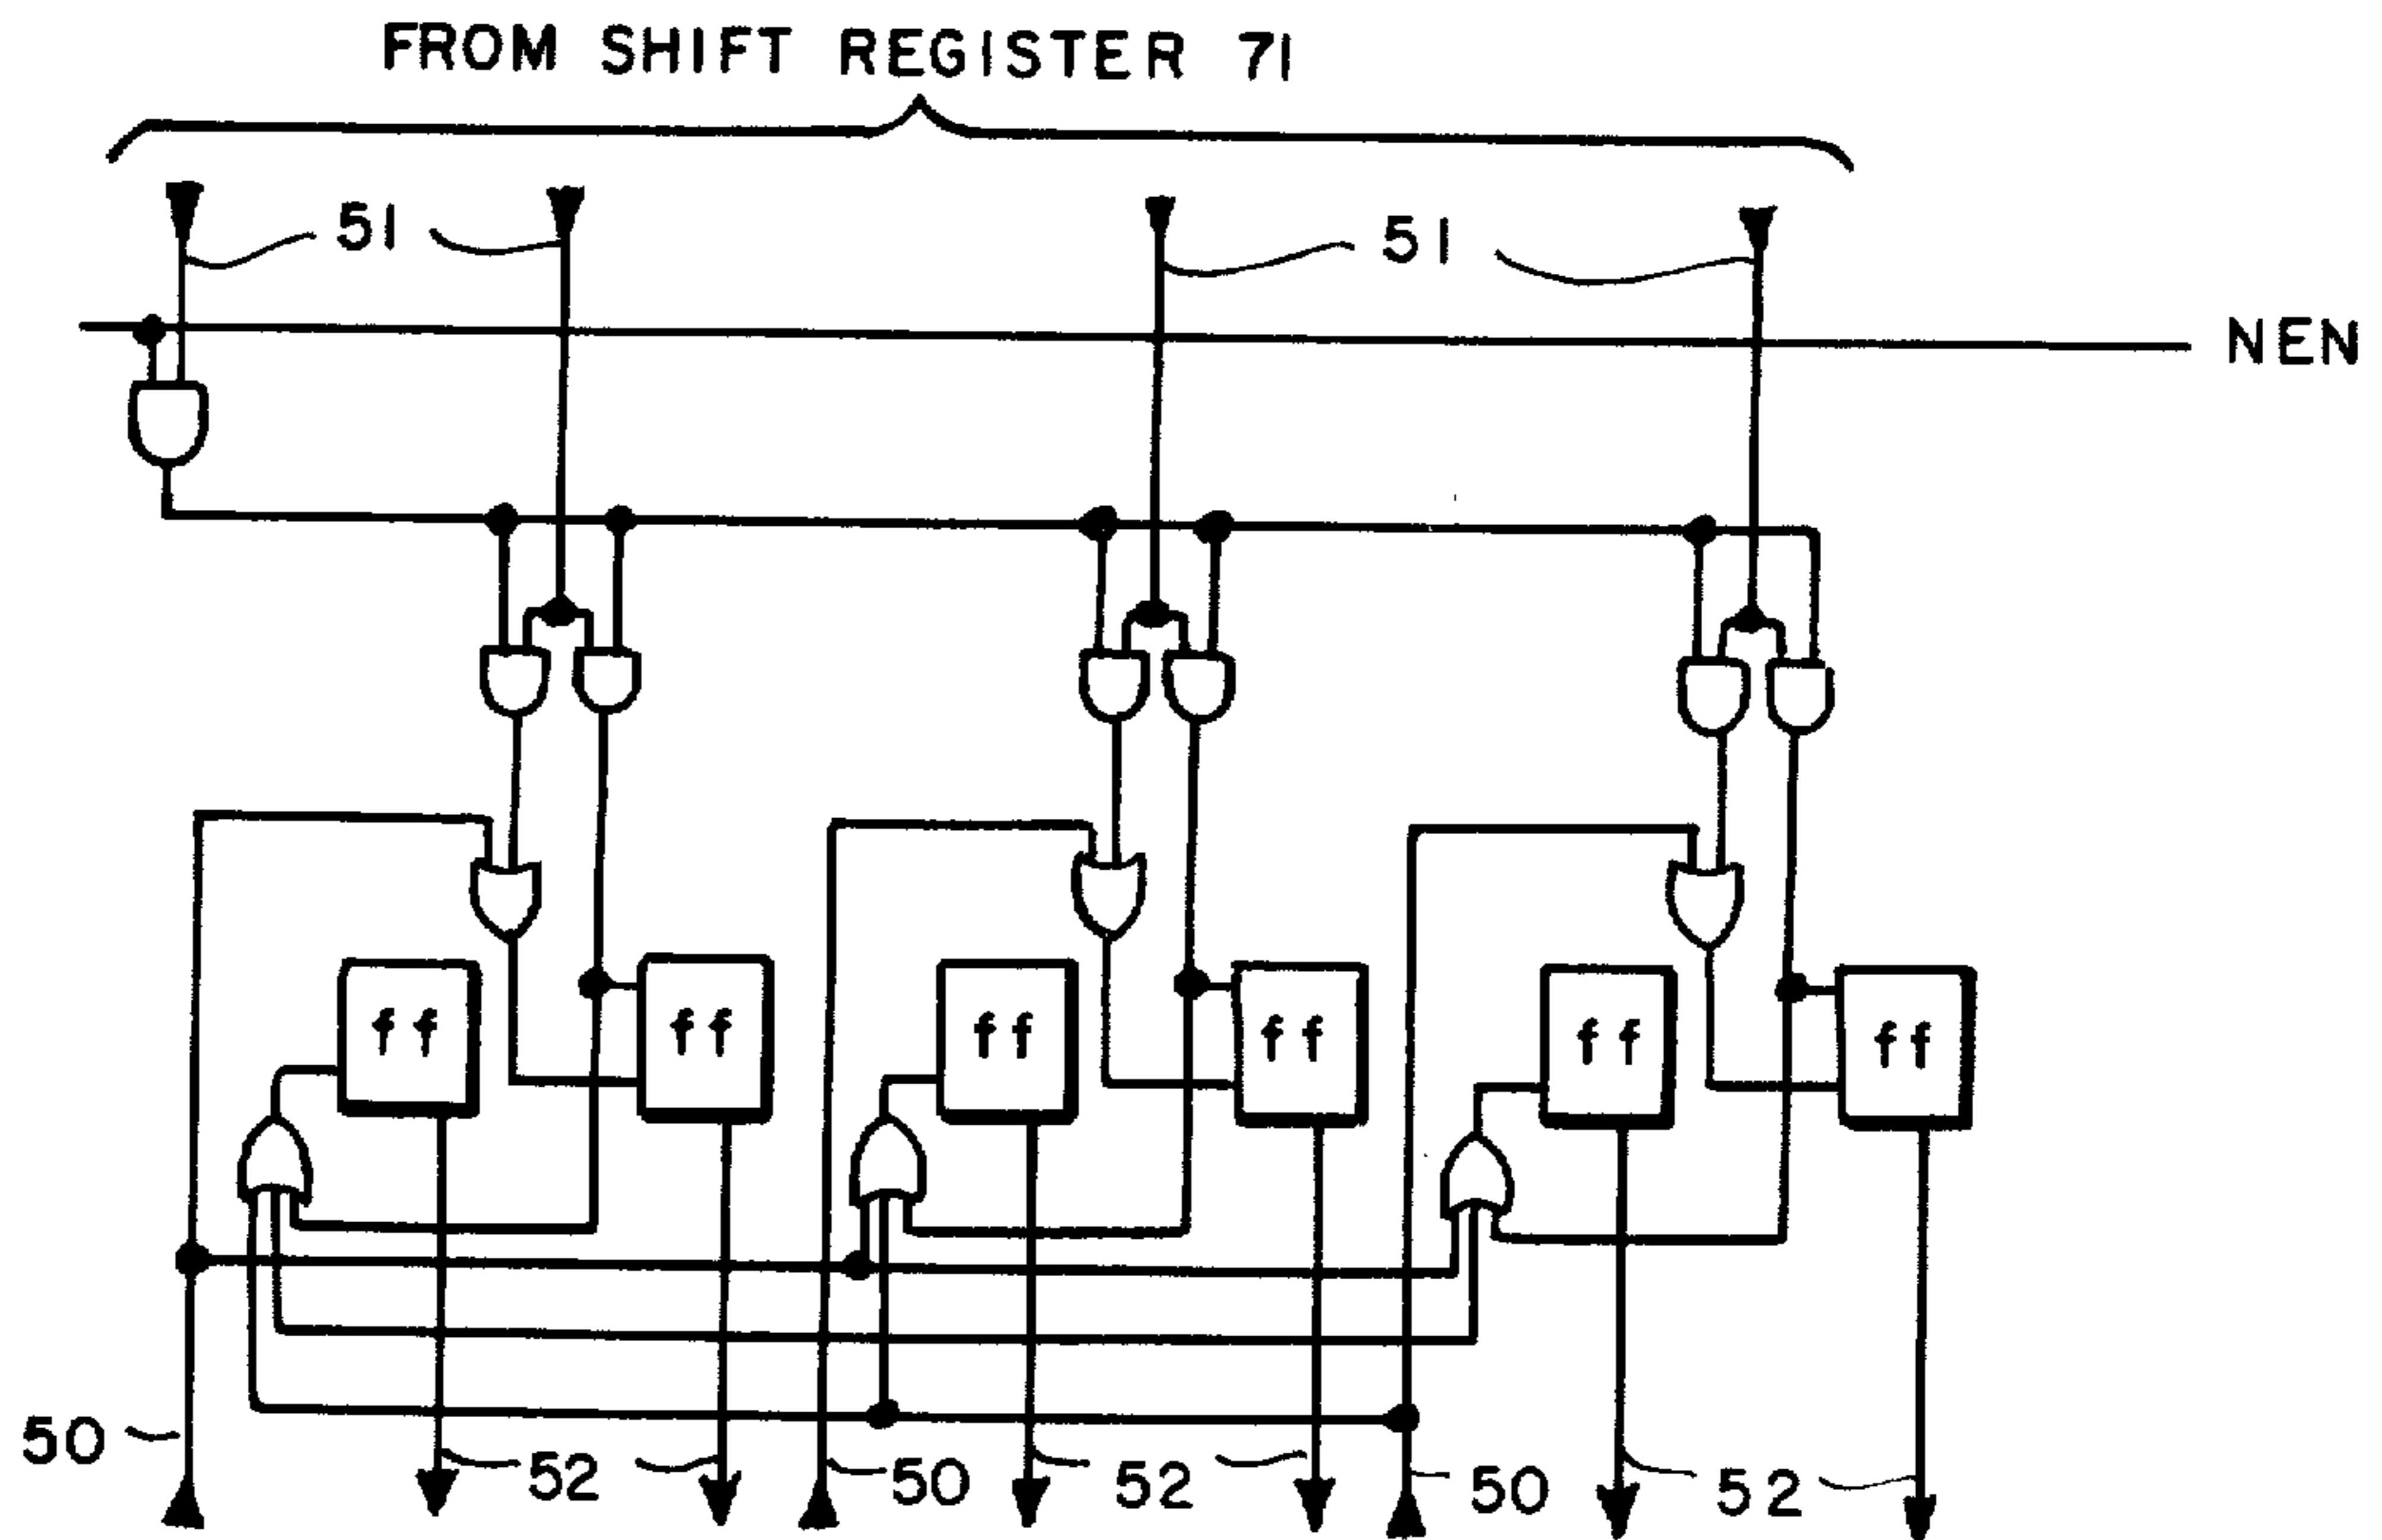 FROM SHIFT REGISTER 71
51 51
NEN
ff ff ff ff ff ff
50 52 50 52 50 52